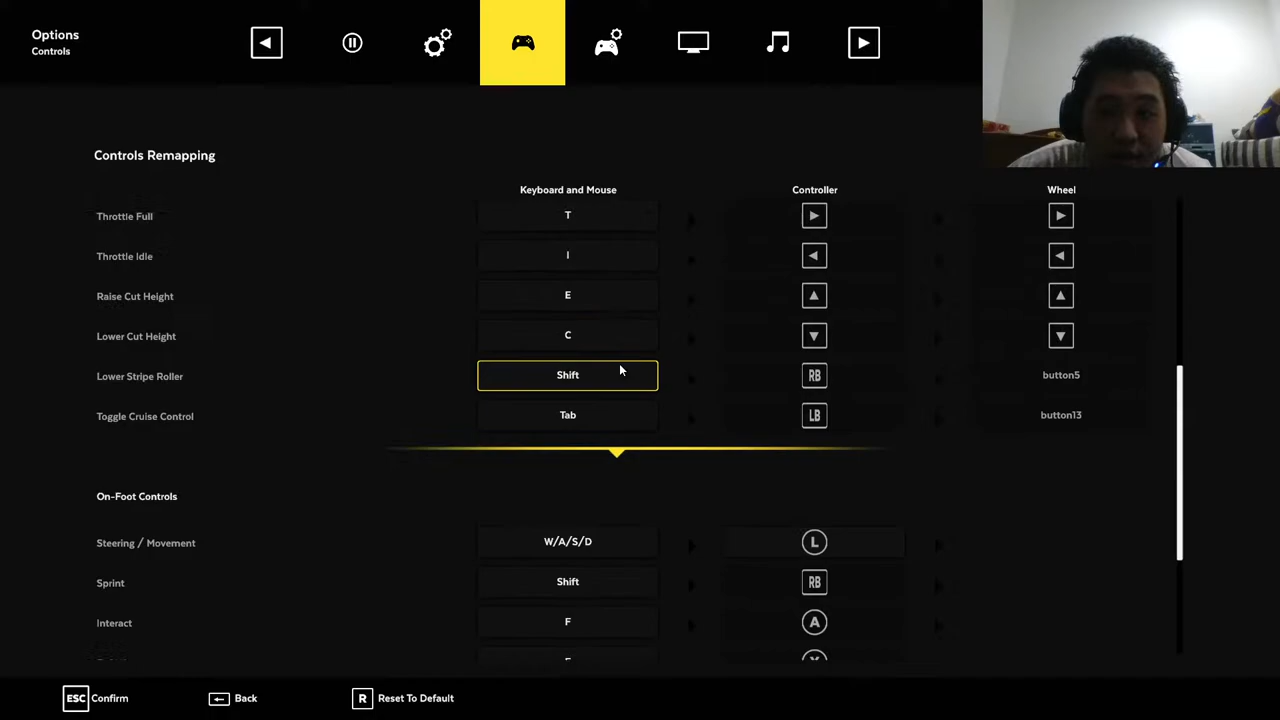 Options
Controls
Controls Remapping
Keyboard and Mouse Controller Wheel
Throttle Full T
Throttle Idle I
Raise Cut Height E
Lower Cut Height C
Lower Stripe Roller Shift RB button5
Toggle Cruise Control Tab LB button13
On-Foot Controls
Steering / Movement W/A/S/D L
Sprint Shift RB
Interact F A
ESC Confirm Back R Reset To Default